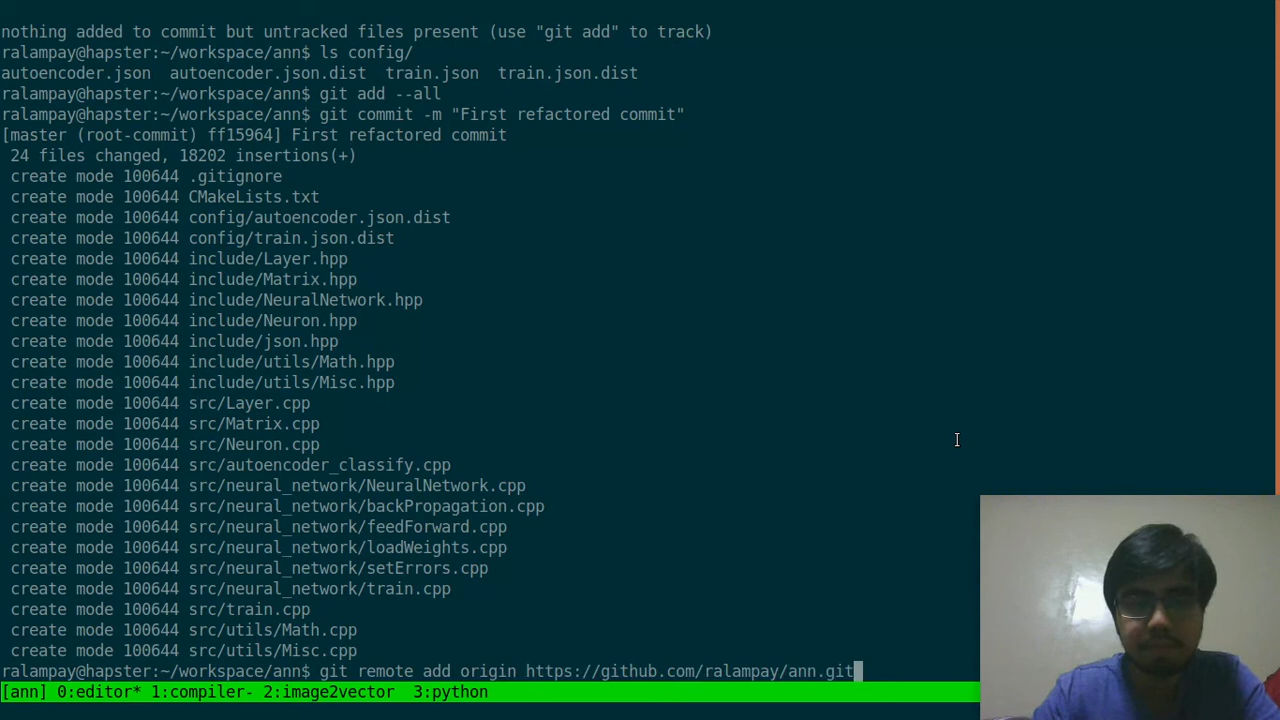 nothing added to commit but untracked files present (use "git add" to track)
ralampay@hapster:~/workspace/ann$ ls config/
autoencoder.json  autoencoder.json.dist  train.json  train.json.dist
ralampay@hapster:~/workspace/ann$ git add --all
ralampay@hapster:~/workspace/ann$ git commit -m "First refactored commit"
[master (root-commit) ff15964] First refactored commit
 24 files changed, 18202 insertions(+)
 create mode 100644 .gitignore
 create mode 100644 CMakeLists.txt
 create mode 100644 config/autoencoder.json.dist
 create mode 100644 config/train.json.dist
 create mode 100644 include/Layer.hpp
 create mode 100644 include/Matrix.hpp
 create mode 100644 include/NeuralNetwork.hpp
 create mode 100644 include/Neuron.hpp
 create mode 100644 include/json.hpp
 create mode 100644 include/utils/Math.hpp
 create mode 100644 include/utils/Misc.hpp
 create mode 100644 src/Layer.cpp
 create mode 100644 src/Matrix.cpp
 create mode 100644 src/Neuron.cpp
 create mode 100644 src/autoencoder_classify.cpp
 create mode 100644 src/neural_network/NeuralNetwork.cpp
 create mode 100644 src/neural_network/backPropagation.cpp
 create mode 100644 src/neural_network/feedForward.cpp
 create mode 100644 src/neural_network/loadWeights.cpp
 create mode 100644 src/neural_network/setErrors.cpp
 create mode 100644 src/neural_network/train.cpp
 create mode 100644 src/train.cpp
 create mode 100644 src/utils/Math.cpp
 create mode 100644 src/utils/Misc.cpp
ralampay@hapster:~/workspace/ann$ git remote add origin https://github.com/ralampay/ann.git
[ann] 0:editor* 1:compiler- 2:image2vector  3:python